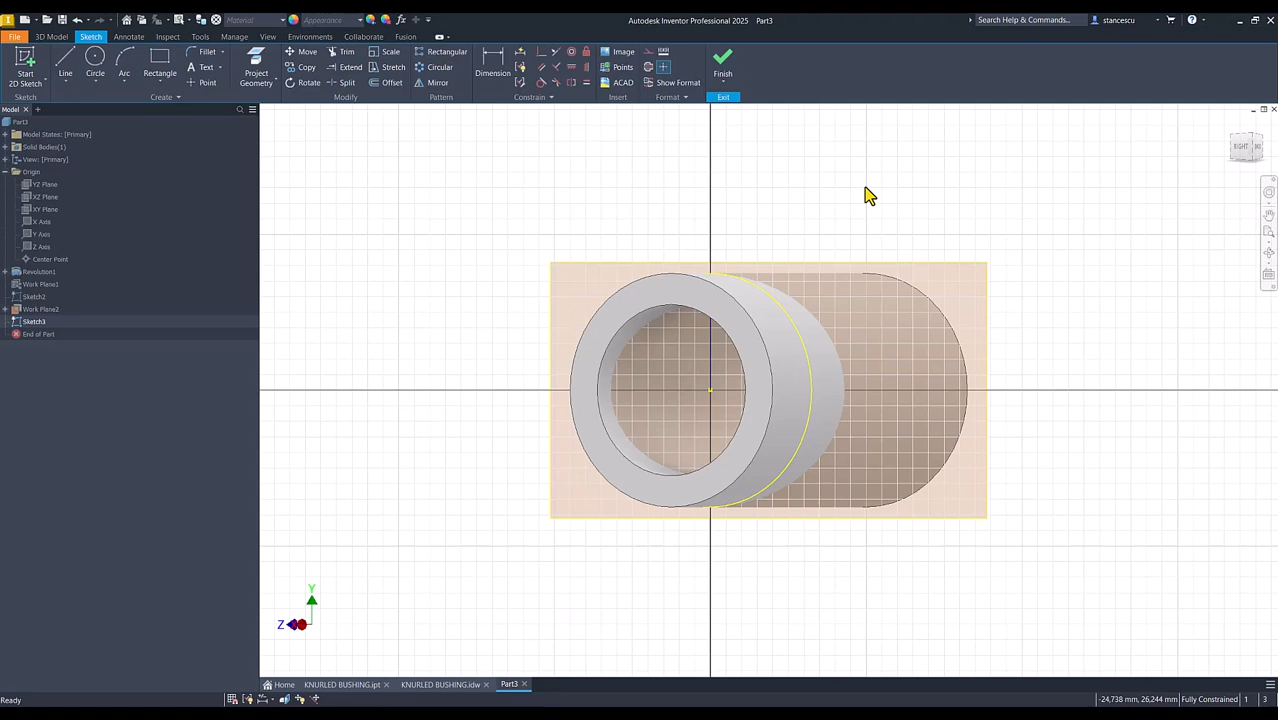 Material
Appearance
Autodesk Inventor Professional 2025 Part3
Search Help & Commands...
stancescu
File 3D Model Sketch Annotate Inspect Tools Manage View Environments Collaborate Fusion
Start
2D Sketch
Line
Circle
Arc
Rectangle
Fillet
Text
Point
Project
Geometry
Move
Copy
Rotate
Trim
Extend
Split
Scale
Stretch
Offset
Rectangular
Circular
Mirror
Dimension
Image
Points
ACAD
Show Format
Finish
Sketch Create Modify Pattern Constrain Insert Format Exit
Model
Part3
Model States: [Primary]
Solid Bodies(1)
View: [Primary]
Origin
YZ Plane
XZ Plane
XY Plane
X Axis
Y Axis
Z Axis
Center Point
Revolution1
Work Plane1
Sketch2
Work Plane2
Sketch3
End of Part
RIGHT
Y
Z
Home KNURLED BUSHING.ipt KNURLED BUSHING.idw Part3
Ready
-24,738 mm, 26,244 mm Fully Constrained 1 3